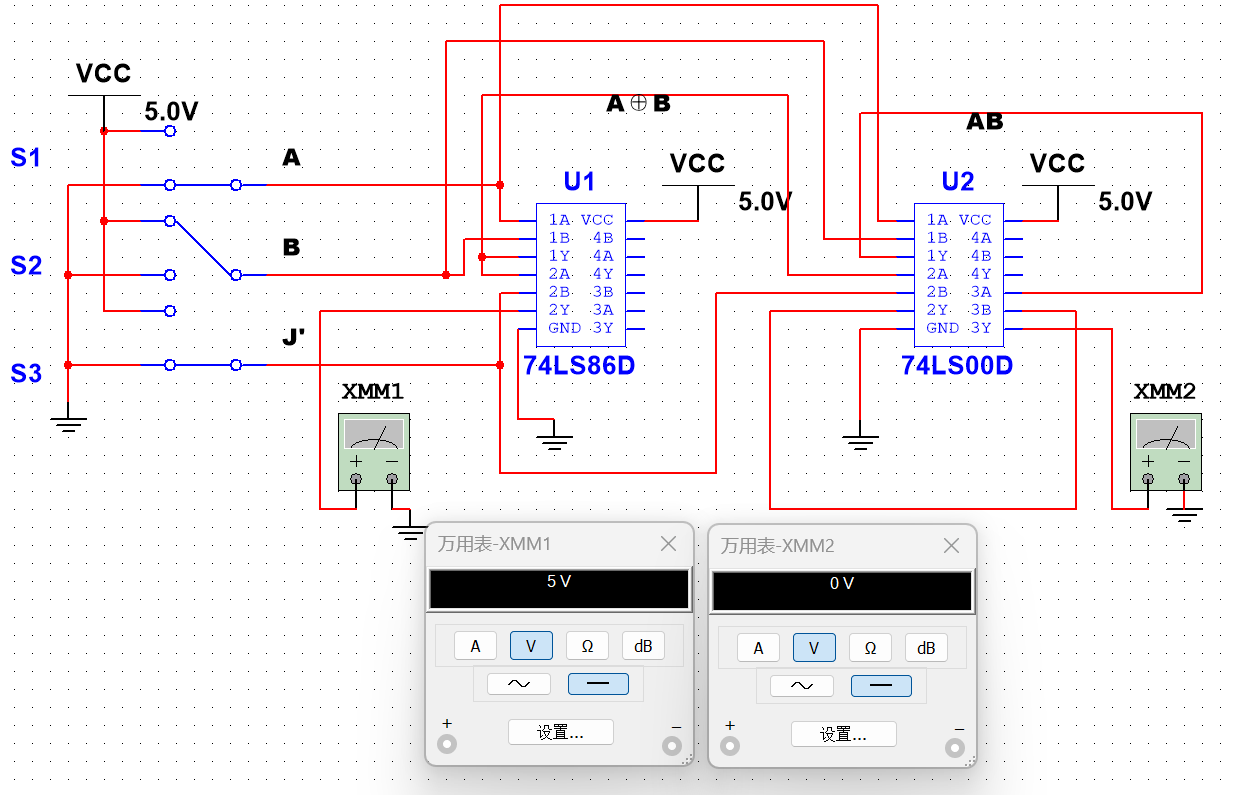 VCC
5.0V
S1
A
S2
B
S3
J'
A ⊕ B
U1
VCC
5.0V
1A VCC
1B 4B
1Y 4A
2A 4Y
2B 3B
2Y 3A
GND 3Y
74LS86D
AB
U2
VCC
5.0V
1A VCC
1B 4A
1Y 4B
2A 4Y
2B 3A
2Y 3B
GND 3Y
74LS00D
XMM1
+ −
XMM2
+ −
万用表-XMM1
5 V
A V Ω dB
+ 设置... −
万用表-XMM2
0 V
A V Ω dB
+ 设置... −